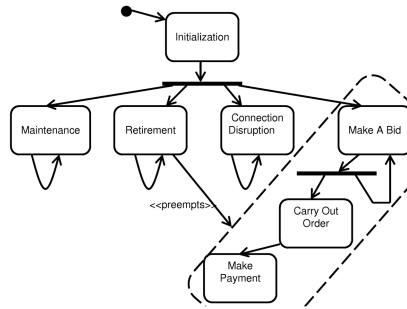 Initialization
Maintenance
Retirement
Connection
Disruption
Make A Bid
<<preempts>>
Carry Out
Order
Make
Payment